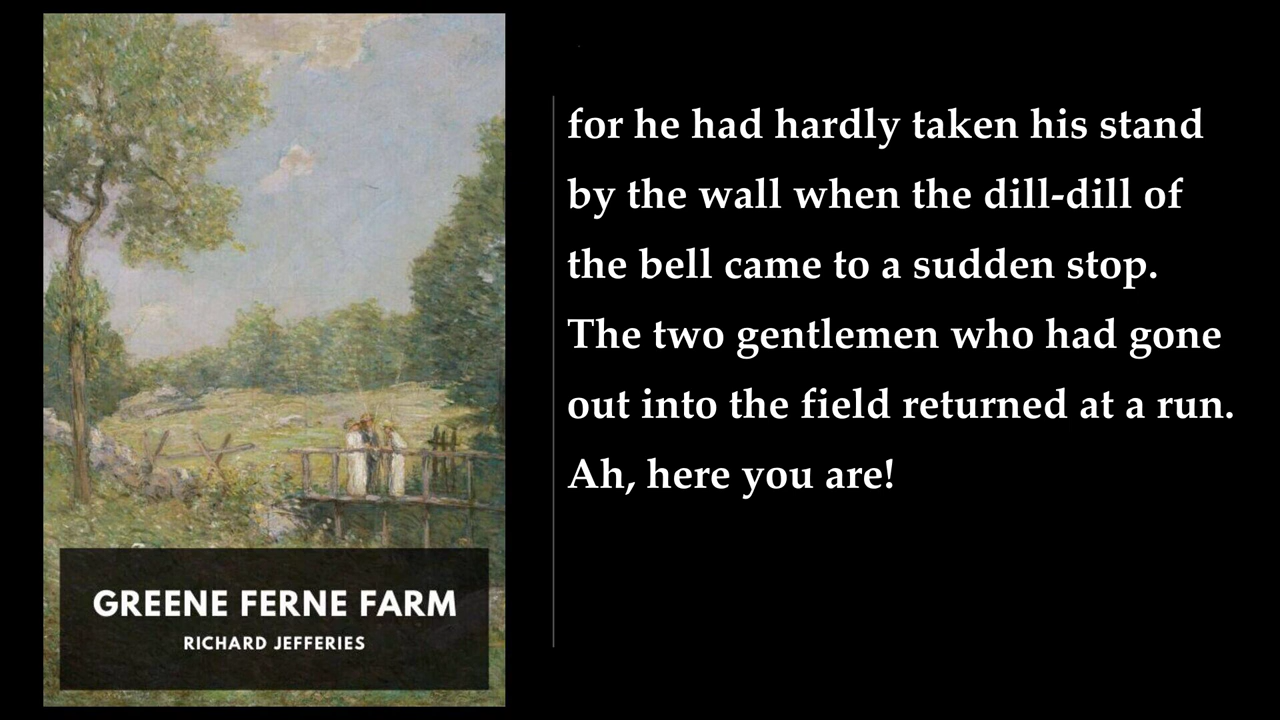 GREENE FERNE FARM
RICHARD JEFFERIES
for he had hardly taken his stand
by the wall when the dill-dill of
the bell came to a sudden stop.
The two gentlemen who had gone
out into the field returned at a run.
Ah, here you are!